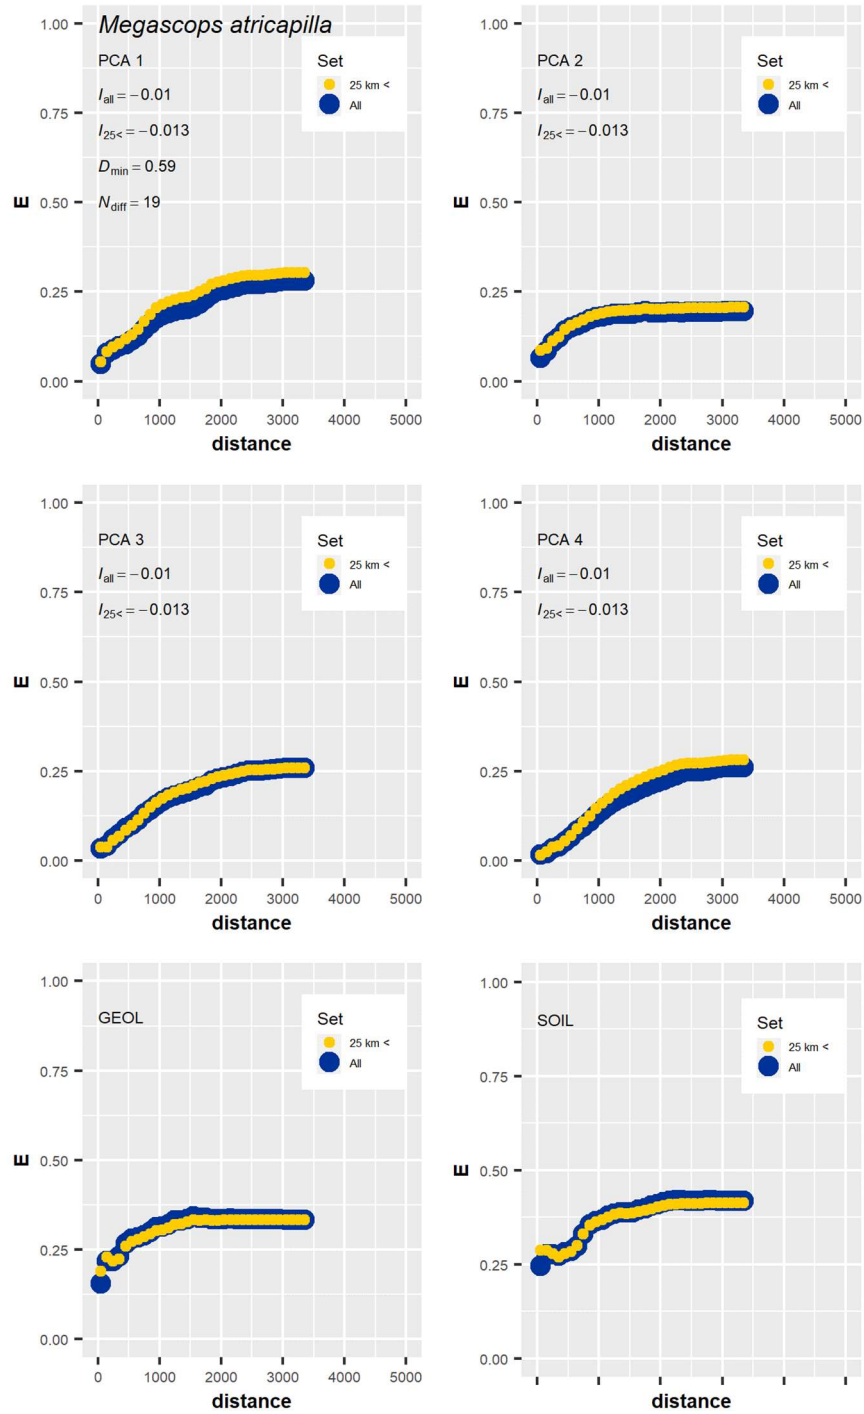 Megascops atricapilla
PCA 1
I_all = −0.01
I_25< = −0.013
D_min = 0.59
N_diff = 19
Set
25 km <
All
1.00
0.75
0.50
0.25
0.00
E
0 1000 2000 3000 4000 5000
distance
PCA 2
I_all = −0.01
I_25< = −0.013
Set
25 km <
All
1.00
0.75
0.50
0.25
0.00
E
0 1000 2000 3000 4000 5000
distance
PCA 3
I_all = −0.01
I_25< = −0.013
Set
25 km <
All
1.00
0.75
0.50
0.25
0.00
E
0 1000 2000 3000 4000 5000
distance
PCA 4
I_all = −0.01
I_25< = −0.013
Set
25 km <
All
1.00
0.75
0.50
0.25
0.00
E
0 1000 2000 3000 4000 5000
distance
GEOL
Set
25 km <
All
1.00
0.75
0.50
0.25
0.00
E
0 1000 2000 3000 4000 5000
distance
SOIL
Set
25 km <
All
1.00
0.75
0.50
0.25
0.00
E
distance